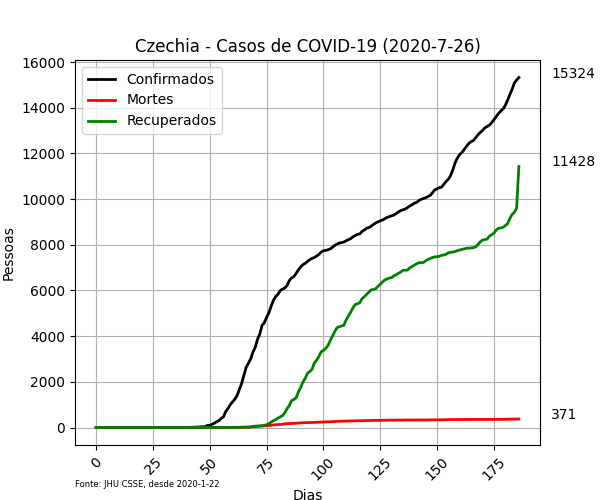 Czechia - Casos de COVID-19 (2020-7-26)
Confirmados
Mortes
Recuperados
16000
14000
12000
10000
8000
6000
4000
2000
0
Pessoas
15324
11428
371
0
25
50
75
100
125
150
175
Dias
Fonte: JHU CSSE, desde 2020-1-22